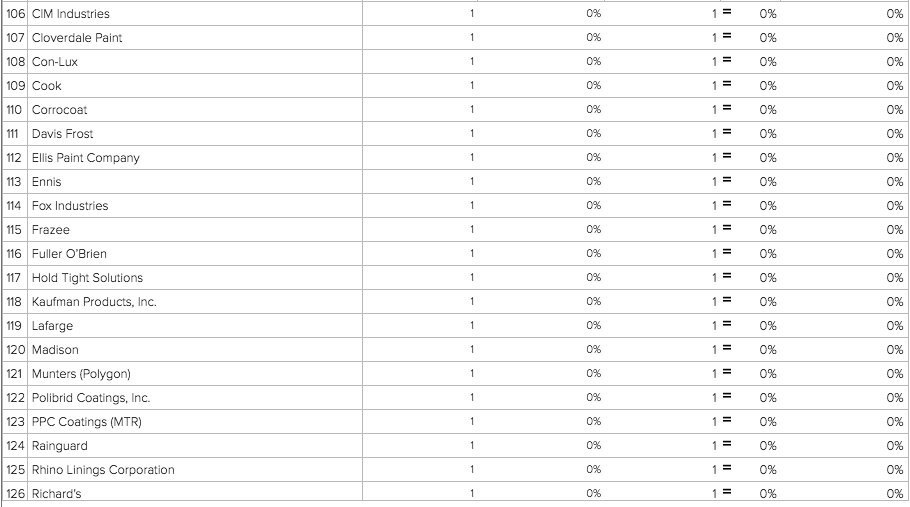 106 CIM Industries 1 0% 1 = 0% 0%
107 Cloverdale Paint 1 0% 1 = 0% 0%
108 Con-Lux 1 0% 1 = 0% 0%
109 Cook 1 0% 1 = 0% 0%
110 Corrocoat 1 0% 1 = 0% 0%
111 Davis Frost 1 0% 1 = 0% 0%
112 Ellis Paint Company 1 0% 1 = 0% 0%
113 Ennis 1 0% 1 = 0% 0%
114 Fox Industries 1 0% 1 = 0% 0%
115 Frazee 1 0% 1 = 0% 0%
116 Fuller O'Brien 1 0% 1 = 0% 0%
117 Hold Tight Solutions 1 0% 1 = 0% 0%
118 Kaufman Products, Inc. 1 0% 1 = 0% 0%
119 Lafarge 1 0% 1 = 0% 0%
120 Madison 1 0% 1 = 0% 0%
121 Munters (Polygon) 1 0% 1 = 0% 0%
122 Polibrid Coatings, Inc. 1 0% 1 = 0% 0%
123 PPC Coatings (MTR) 1 0% 1 = 0% 0%
124 Rainguard 1 0% 1 = 0% 0%
125 Rhino Linings Corporation 1 0% 1 = 0% 0%
126 Richard's 1 0% 1 = 0% 0%